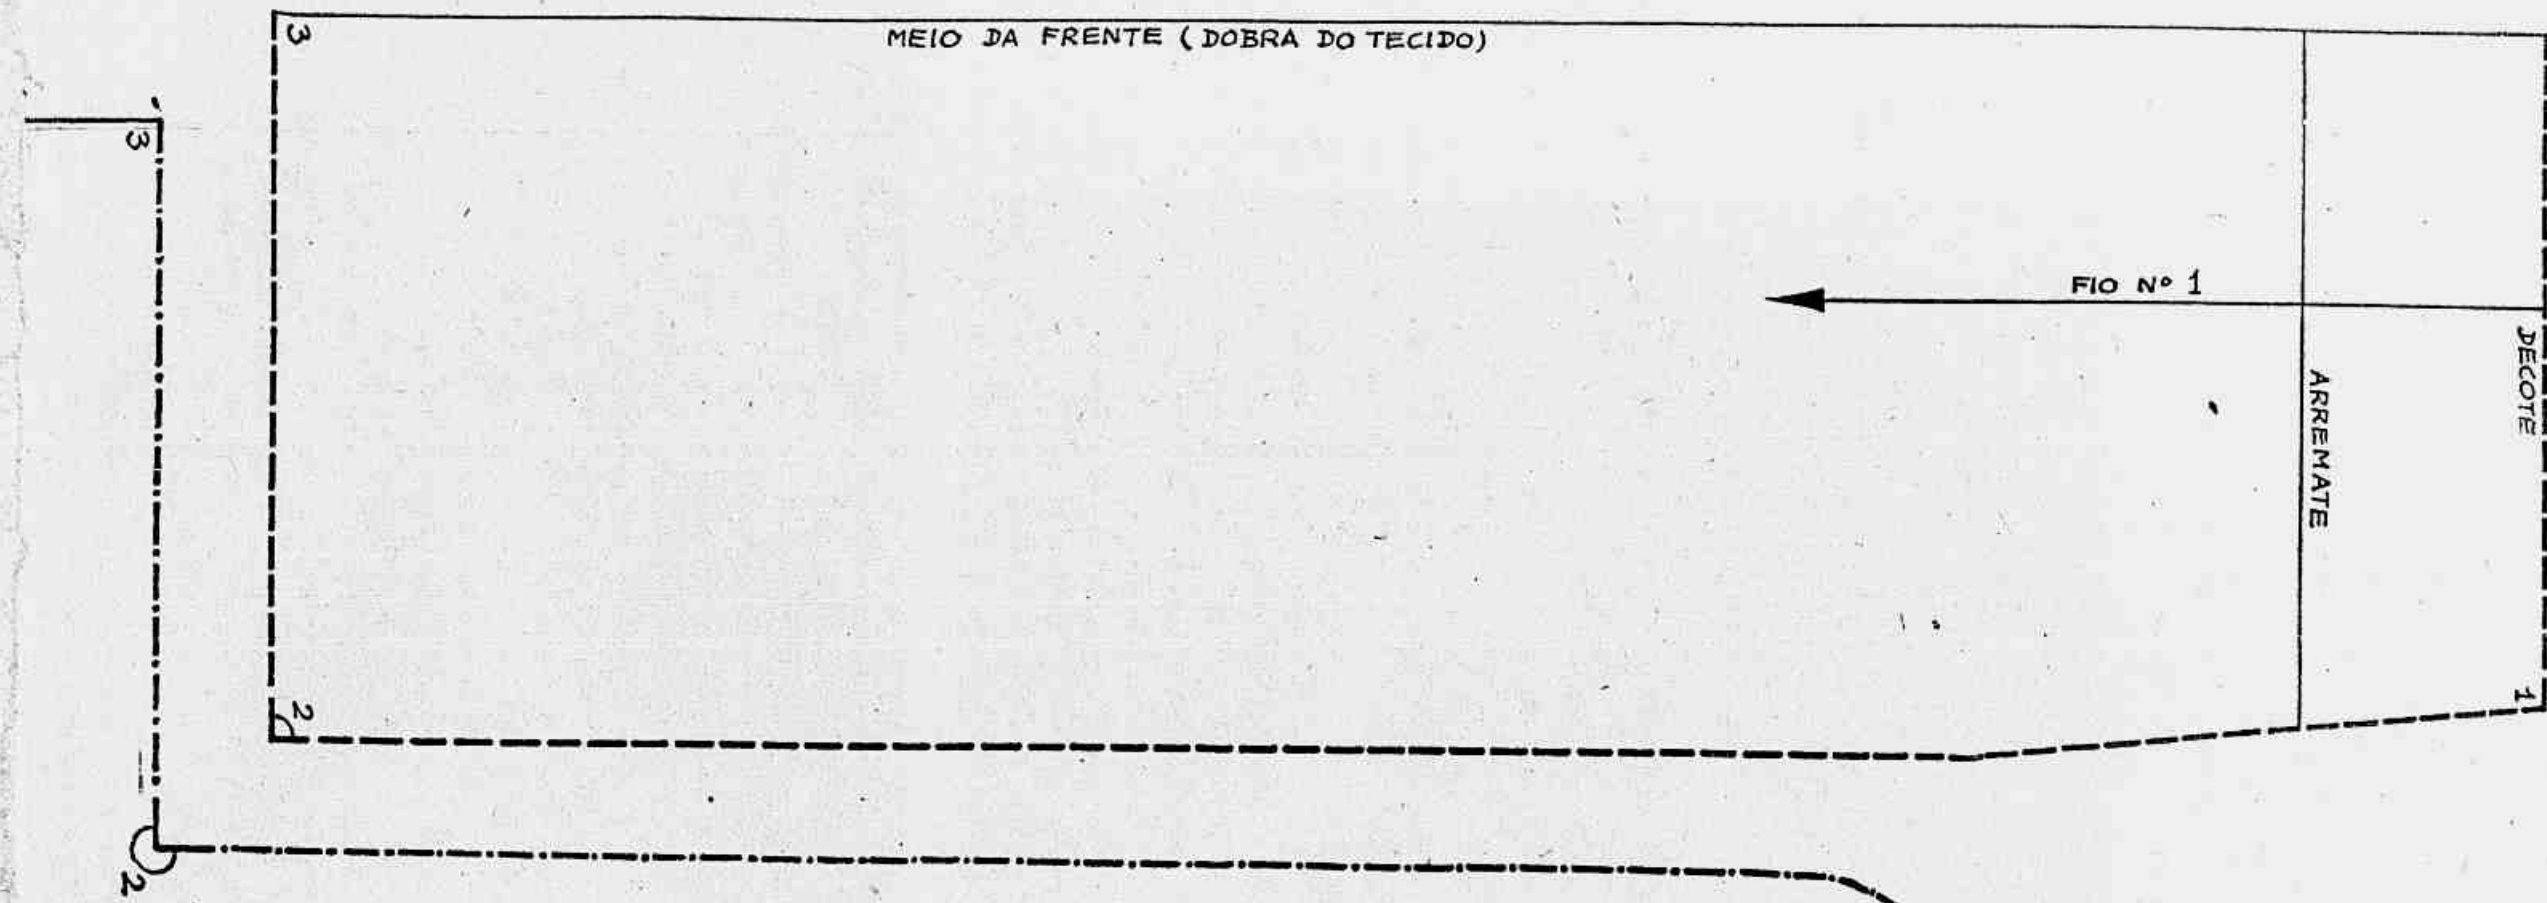 3
MEIO DA FRENTE (DOBRA DO TECIDO)
3
FIO Nº 1
DECOTE
ARREMATE
1
2
2